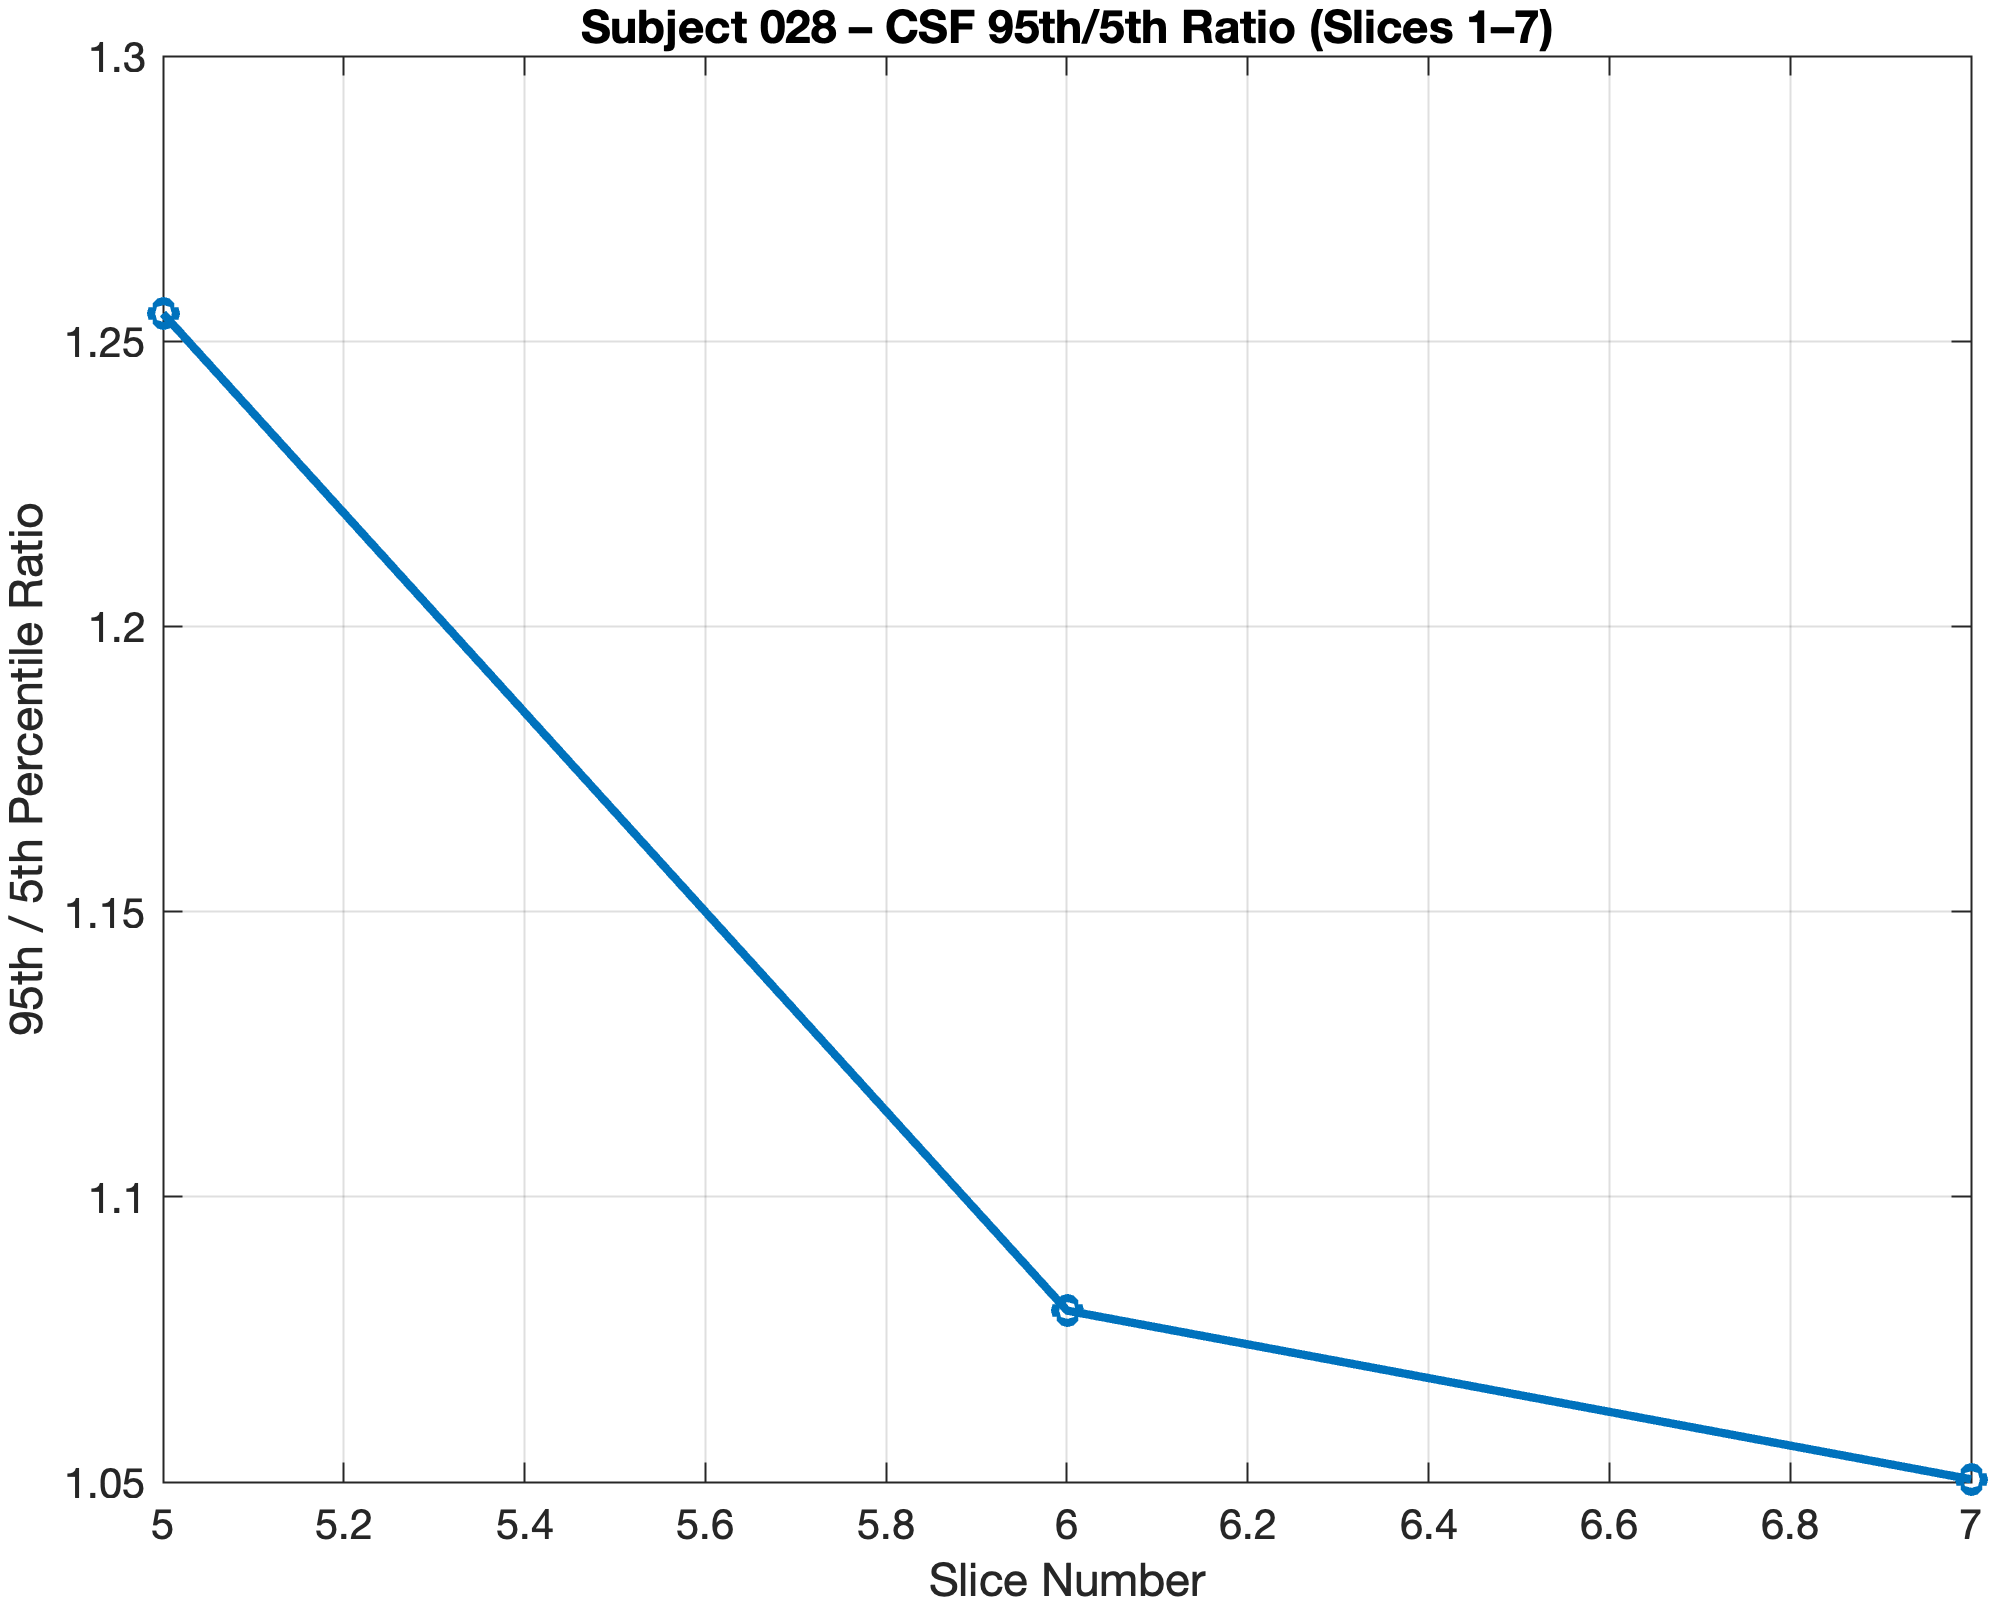 Subject 028 – CSF 95th/5th Ratio (Slices 1–7)
95th / 5th Percentile Ratio
1.3
1.25
1.2
1.15
1.1
1.05
5 5.2 5.4 5.6 5.8 6 6.2 6.4 6.6 6.8 7
Slice Number